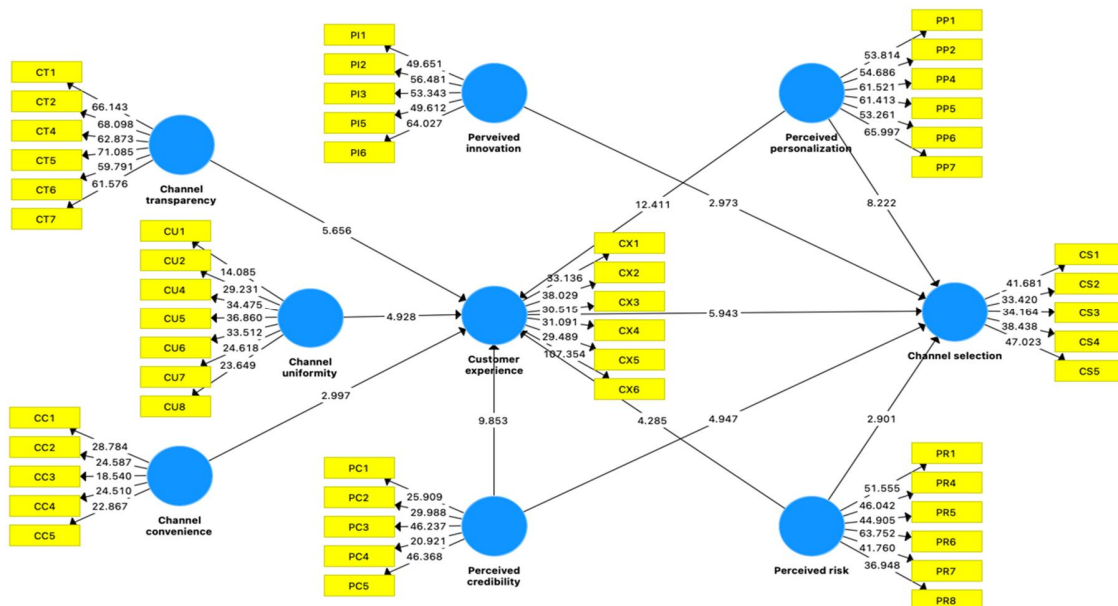 CT1
CT2
CT4
CT5
CT6
CT7
66.143
68.098
62.873
71.085
59.791
61.576
Channel
transparency
PI1
PI2
PI3
PI5
PI6
49.651
56.481
53.343
49.612
64.027
Perveived
innovation
PP1
PP2
PP4
PP5
PP6
PP7
53.814
54.686
61.521
61.413
53.261
65.997
Perceived
personalization
5.656
12.411
2.973
8.222
CU1
CU2
CU4
CU5
CU6
CU7
CU8
14.085
29.231
34.475
36.860
33.512
24.618
23.649
Channel
uniformity
4.928
CX1
CX2
CX3
CX4
CX5
CX6
33.136
38.029
30.515
31.091
29.489
107.354
Customer
experience
5.943
CS1
CS2
CS3
CS4
CS5
41.681
33.420
34.164
38.438
47.023
Channel selection
2.997
9.853
4.285
4.947
2.901
CC1
CC2
CC3
CC4
CC5
28.784
24.587
18.540
24.510
22.867
Channel
convenience
PC1
PC2
PC3
PC4
PC5
25.909
29.988
46.237
20.921
46.368
Perceived
credibility
PR1
PR4
PR5
PR6
PR7
PR8
51.555
46.042
44.905
63.752
41.760
36.948
Perceived risk